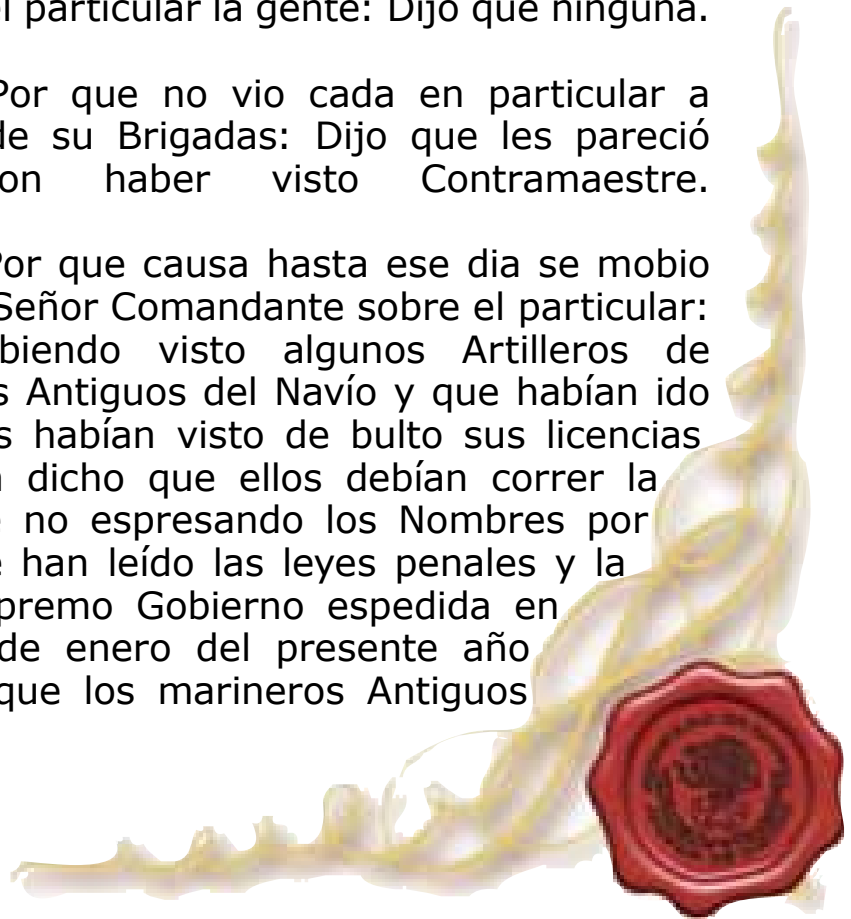 el particular la gente: Dijo que ninguna.
Por que no vio cada en particular a
de su Brigadas: Dijo que les pareció
on haber visto Contramaestre.
Por que causa hasta ese dia se mobio
Señor Comandante sobre el particular:
biendo visto algunos Artilleros de
s Antiguos del Navío y que habían ido
s habían visto de bulto sus licencias
dicho que ellos debían correr la
no espresando los Nombres por
e han leído las leyes penales y la
premo Gobierno espedida en
de enero del presente año
que los marineros Antiguos